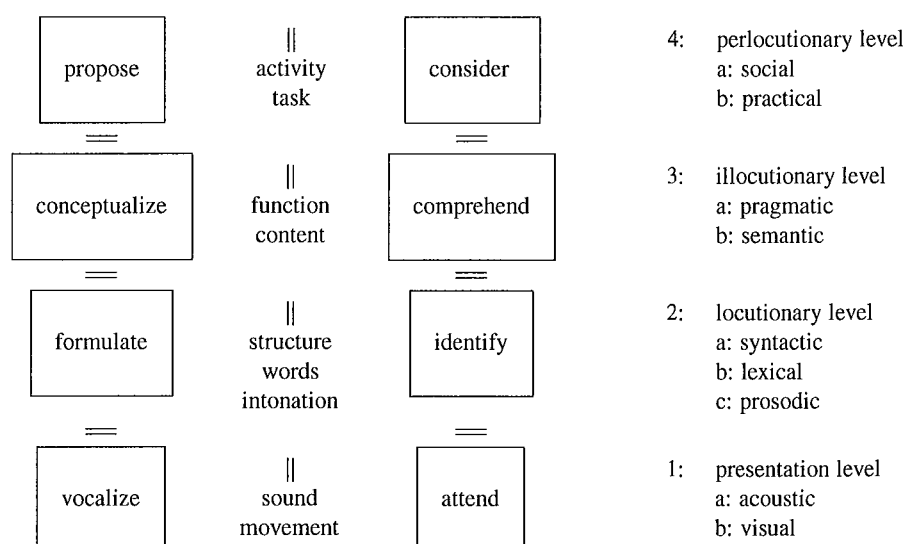 propose
||
activity
task
consider
4: perlocutionary level
a: social
b: practical
conceptualize
||
function
content
comprehend
3: illocutionary level
a: pragmatic
b: semantic
formulate
||
structure
words
intonation
identify
2: locutionary level
a: syntactic
b: lexical
c: prosodic
vocalize
||
sound
movement
attend
1: presentation level
a: acoustic
b: visual